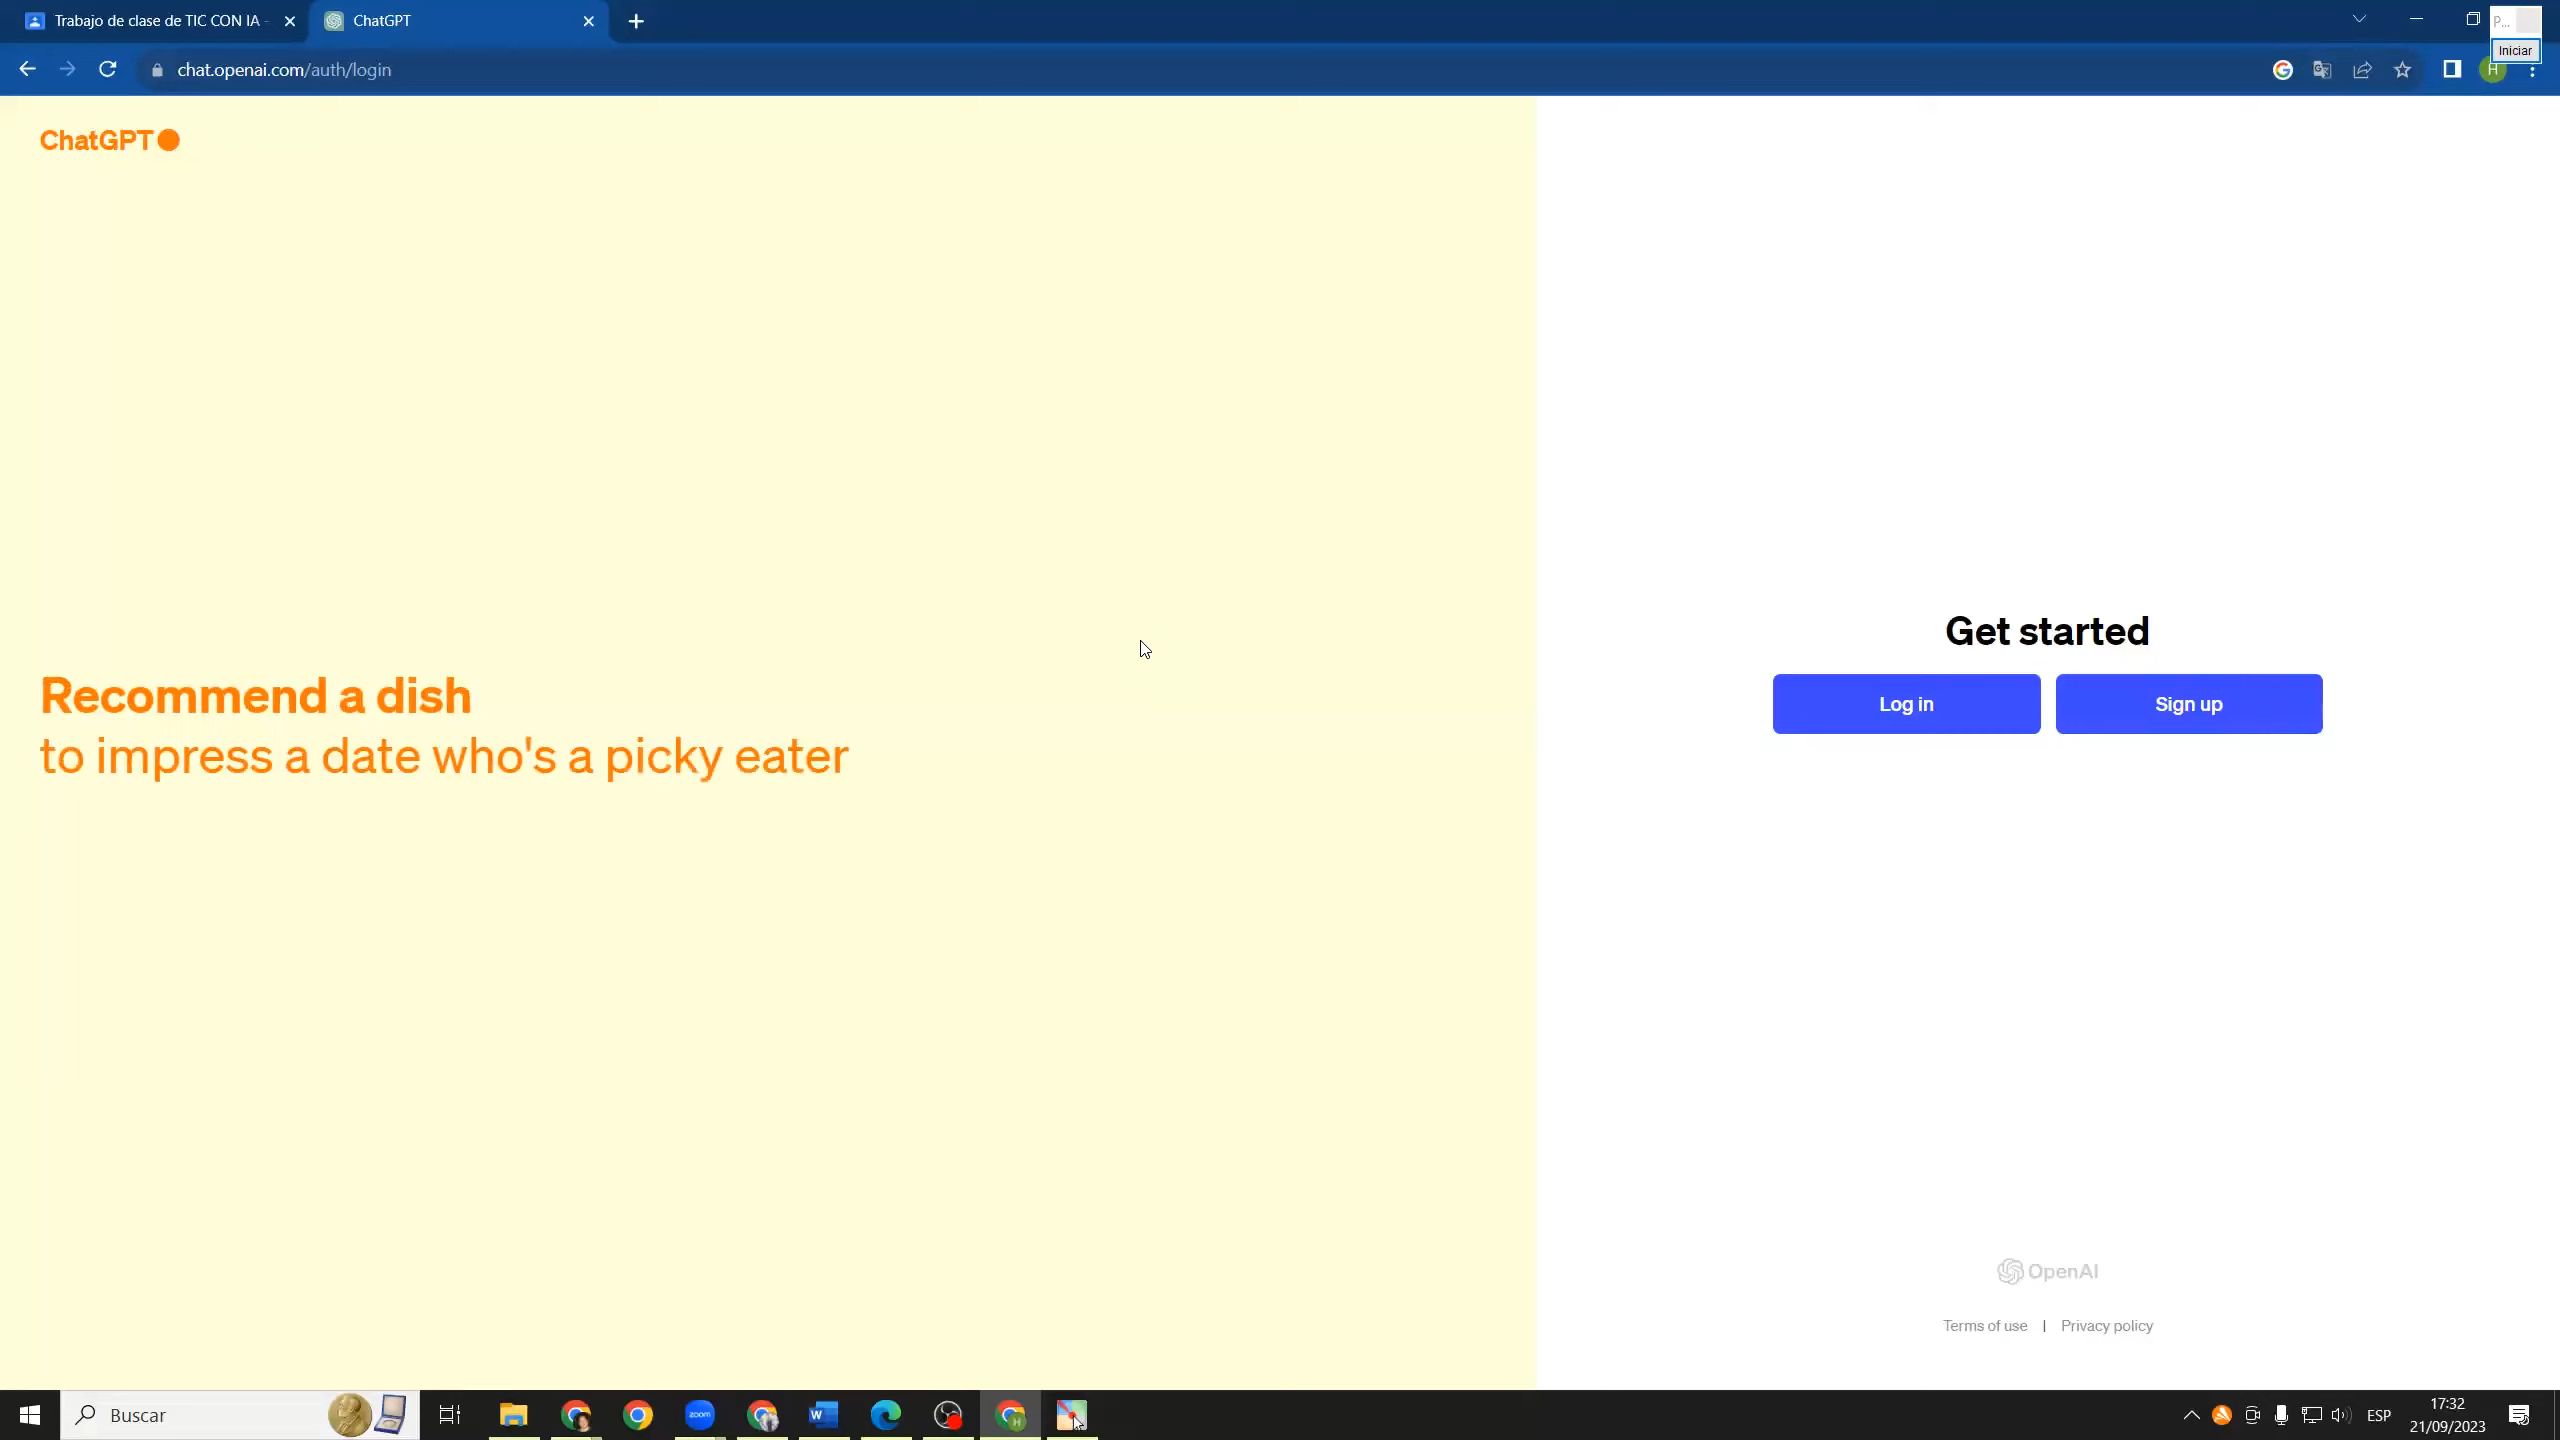 Trabajo de clase de TIC CON IA -
ChatGPT
P...
Iniciar
chat.openai.com/auth/login
H
ChatGPT
Recommend a dish
to impress a date who's a picky eater
Get started
Log in
Sign up
OpenAI
Terms of use | Privacy policy
Buscar
zoom
W
H
ESP
17:32
21/09/2023